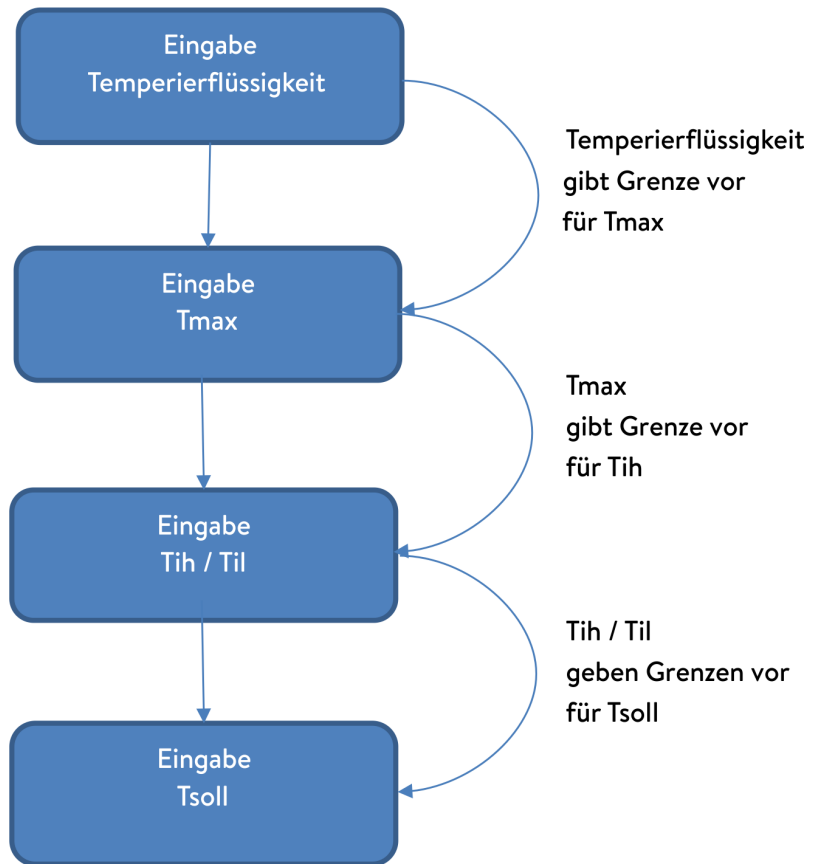 Eingabe
Temperierflüssigkeit
Temperierflüssigkeit
gibt Grenze vor
für Tmax
Eingabe
Tmax
Tmax
gibt Grenze vor
für Tih
Eingabe
Tih / Til
Tih / Til
geben Grenzen vor
für Tsoll
Eingabe
Tsoll